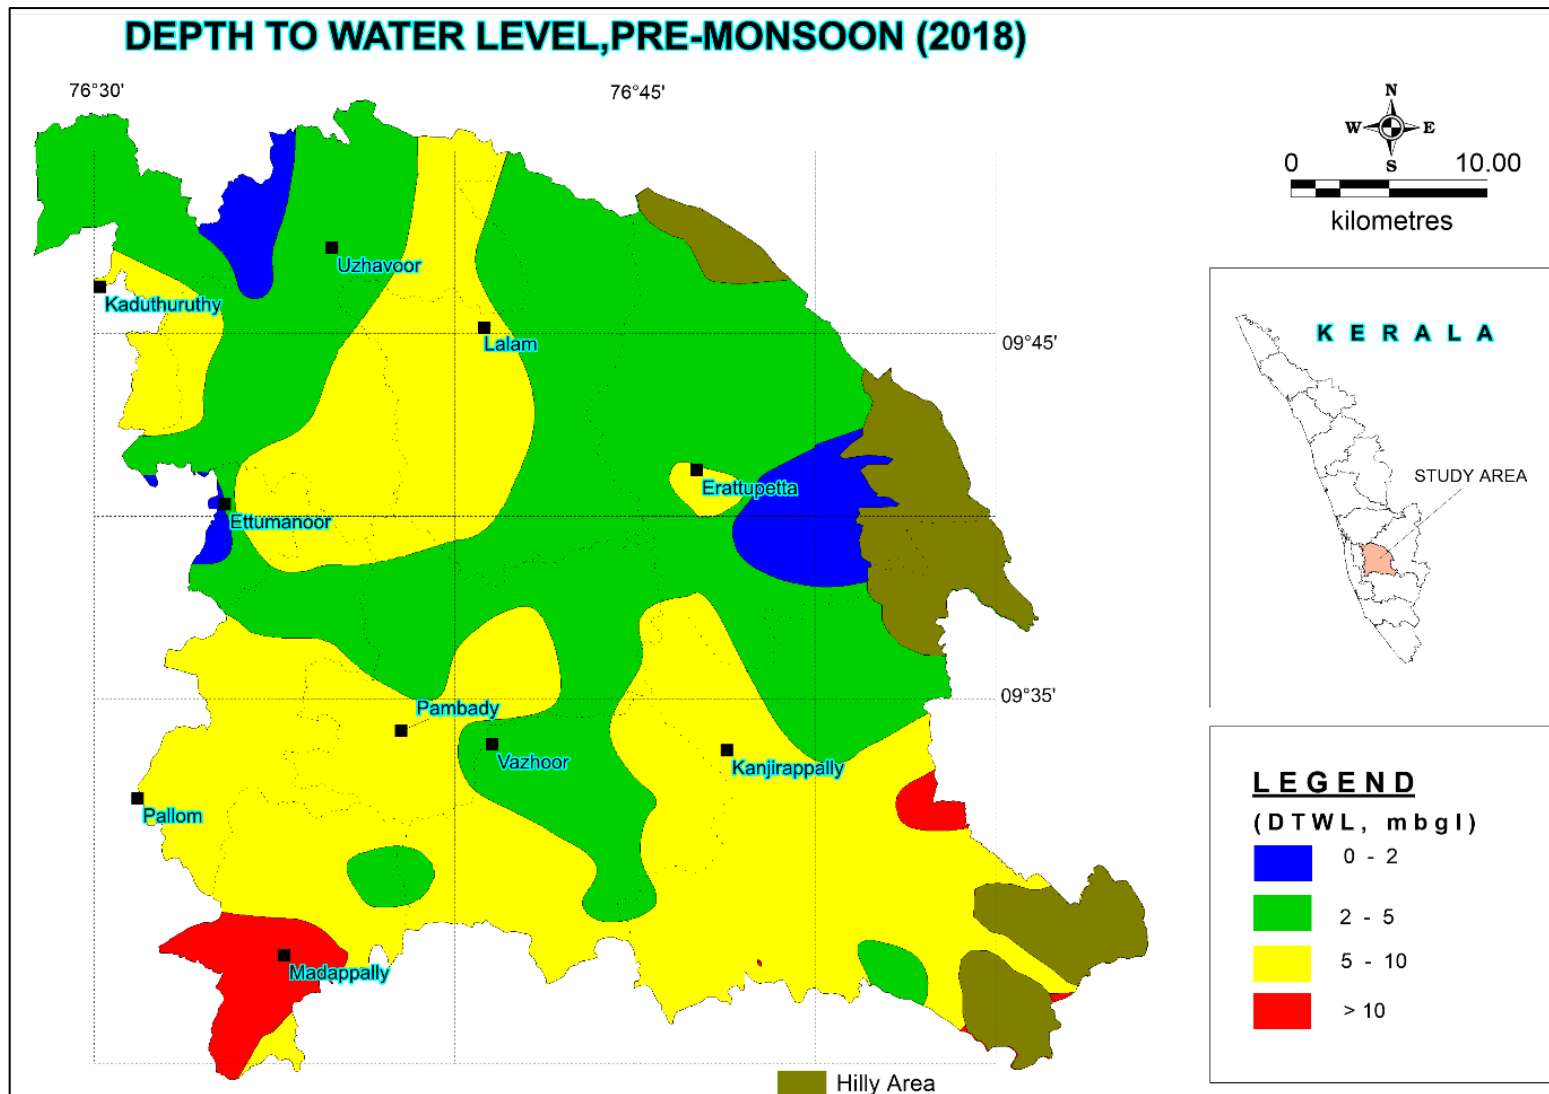 DEPTH TO WATER LEVEL,PRE-MONSOON (2018)
76°30'
76°45'
N
W
E
S
0
10.00
kilometres
Uzhavoor
Kaduthuruthy
Lalam
09°45'
Erattupetta
Ettumanoor
09°35'
Pambady
Vazhoor
Kanjirappally
Pallom
Madappally
Hilly Area
KERALA
STUDY AREA
LEGEND
(DTWL, mbgl)
0 - 2
2 - 5
5 - 10
> 10